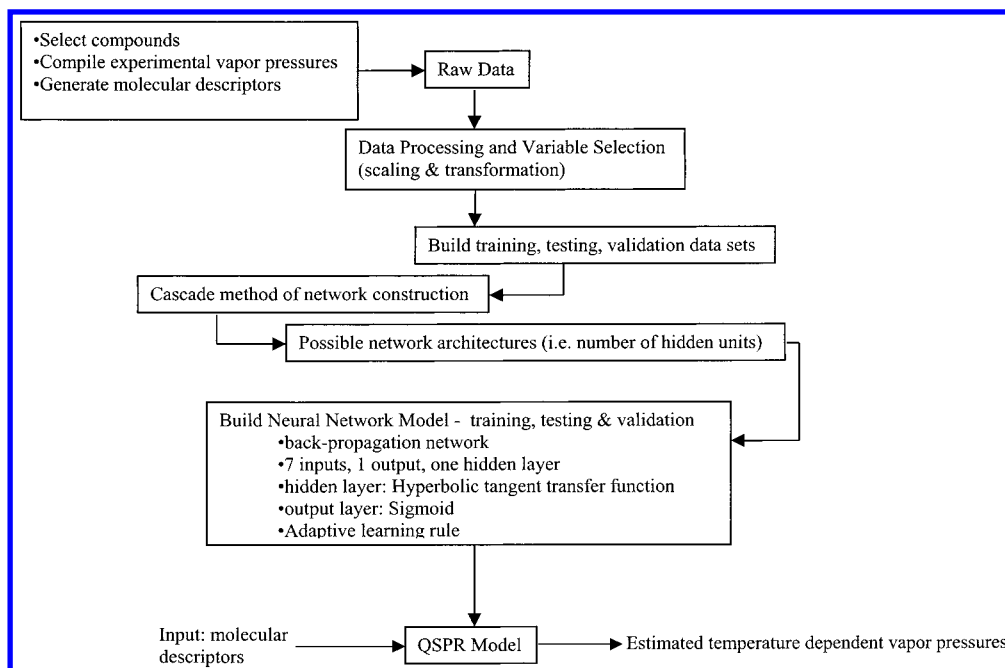 •Select compounds
•Compile experimental vapor pressures
•Generate molecular descriptors
Raw Data
Data Processing and Variable Selection
(scaling & transformation)
Build training, testing, validation data sets
Cascade method of network construction
Possible network architectures (i.e. number of hidden units)
Build Neural Network Model - training, testing & validation
•back-propagation network
•7 inputs, 1 output, one hidden layer
•hidden layer: Hyperbolic tangent transfer function
•output layer: Sigmoid
•Adaptive learning rule
Input: molecular
descriptors
QSPR Model
Estimated temperature dependent vapor pressures